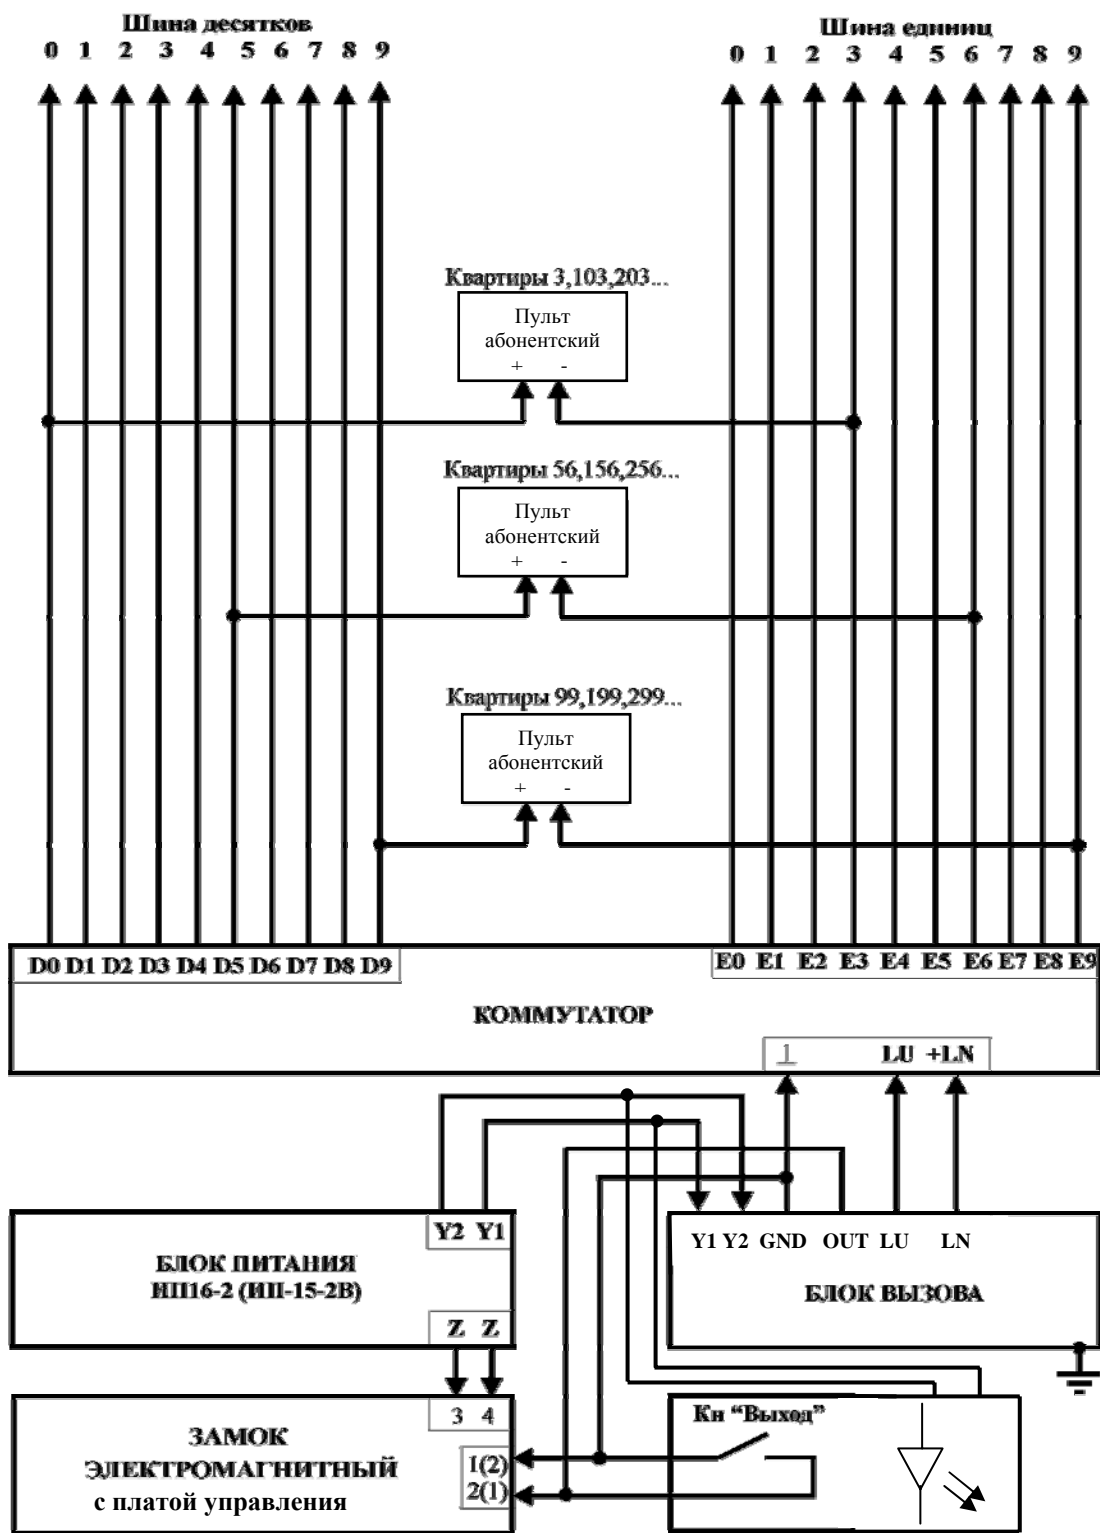 Шина десятков
Шина единиц
0 1 2 3 4 5 6 7 8 9
0 1 2 3 4 5 6 7 8 9
Квартиры 3,103,203...
Пульт
абонентский
+ -
Квартиры 56,156,256...
Пульт
абонентский
+ -
Квартиры 99,199,299...
Пульт
абонентский
+ -
D0 D1 D2 D3 D4 D5 D6 D7 D8 D9
E0 E1 E2 E3 E4 E5 E6 E7 E8 E9
КОММУТАТОР
1 LU +LN
Y2 Y1
БЛОК ПИТАНИЯ
ИП16-2 (ИП-15-2В)
Z Z
Y1 Y2 GND OUT LU LN
БЛОК ВЫЗОВА
3 4
ЗАМОК
ЭЛЕКТРОМАГНИТНЫЙ
с платой управления
1(2)
2(1)
Кн “Выход”